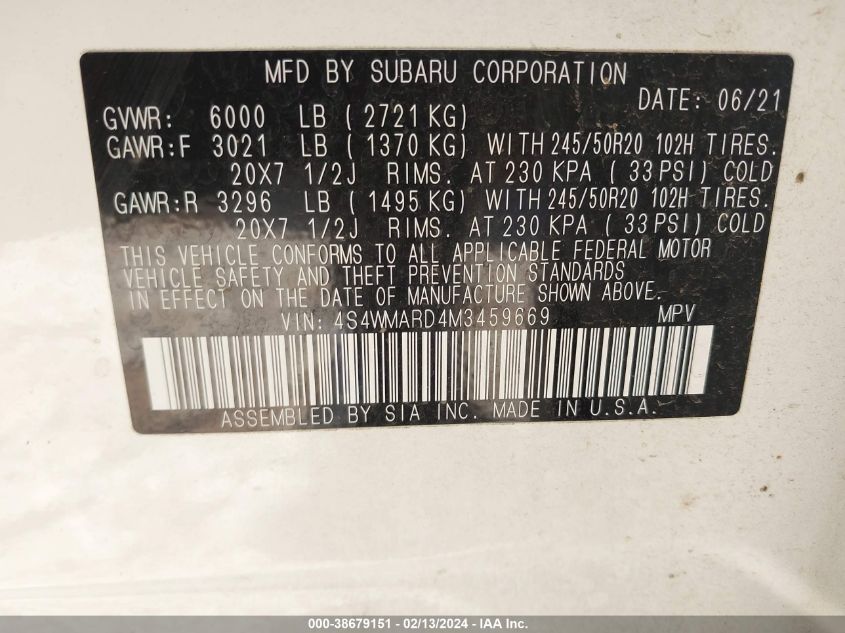 MFD BY SUBARU CORPORATION
DATE: 06/21
GVWR: 6000 LB ( 2721 KG)
GAWR:F 3021 LB ( 1370 KG) WITH 245/50R20 102H TIRES.
20X7 1/2J RIMS. AT 230 KPA ( 33 PSI) COLD
GAWR:R 3296 LB ( 1495 KG) WITH 245/50R20 102H TIRES.
20X7 1/2J RIMS. AT 230 KPA ( 33 PSI) COLD
THIS VEHICLE CONFORMS TO ALL APPLICABLE FEDERAL MOTOR
VEHICLE SAFETY AND THEFT PREVENTION STANDARDS
IN EFFECT ON THE DATE OF MANUFACTURE SHOWN ABOVE.
VIN: 4S4WMARD4M3459669 MPV
ASSEMBLED BY SIA INC. MADE IN U.S.A.
000-38679151 - 02/13/2024 - IAA Inc.